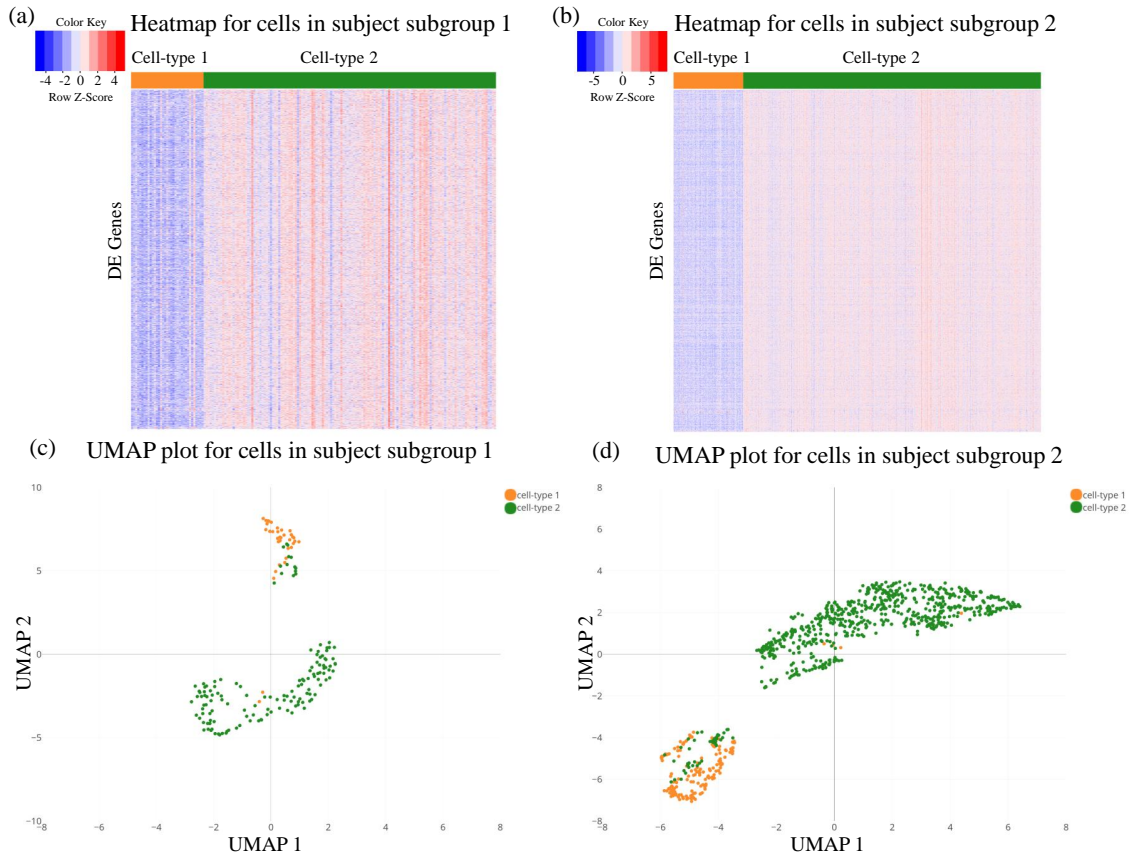 (a)
Heatmap for cells in subject subgroup 1
Color Key
-4 -2 0 2 4
Row Z-Score
Cell-type 1 Cell-type 2
DE Genes
(b)
Heatmap for cells in subject subgroup 2
Color Key
-5 0 5
Row Z-Score
Cell-type 1 Cell-type 2
DE Genes
(c) UMAP plot for cells in subject subgroup 1
cell-type 1
cell-type 2
10
5
0
−5
−10
UMAP 2
−8 −6 −4 −2 0 2 4 6 8
UMAP 1
(d) UMAP plot for cells in subject subgroup 2
cell-type 1
cell-type 2
8
6
4
2
0
−2
−4
−6
−8
UMAP 2
−8 −6 −4 −2 0 2 4 6 8
UMAP 1